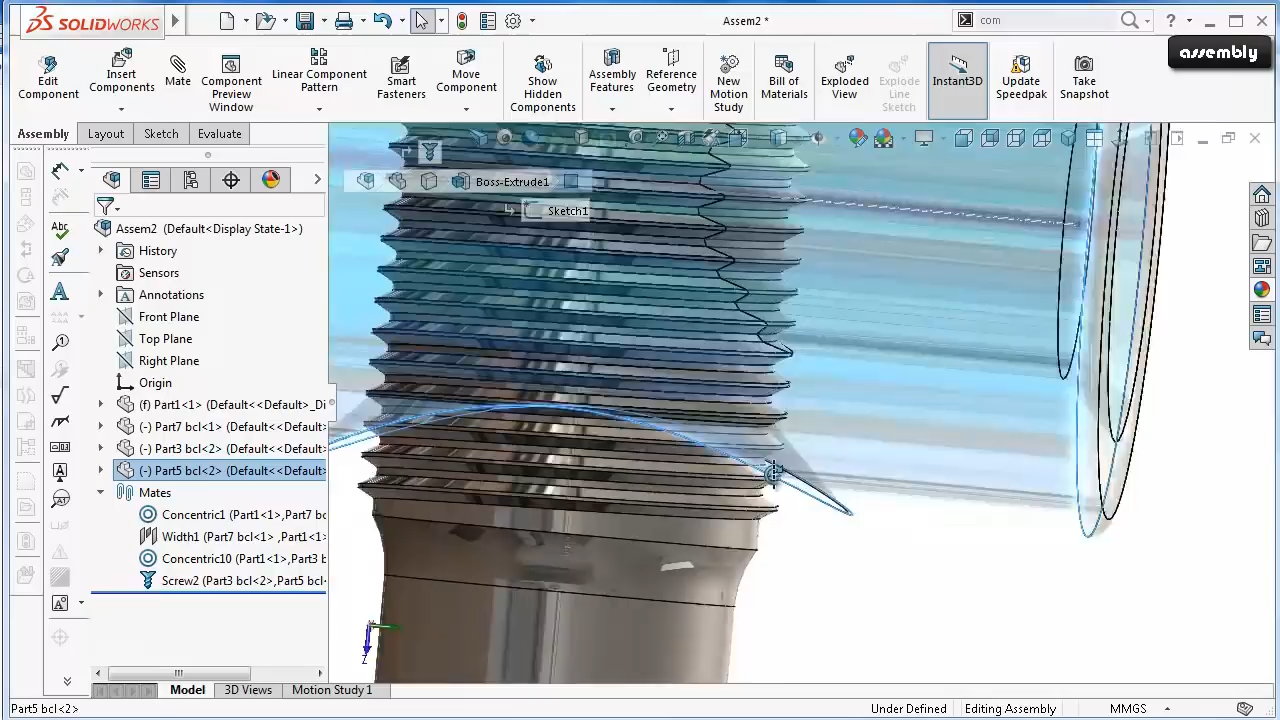 SOLIDWORKS
Assem2 *
com
assembly
Edit Component
Insert Components
Mate
Component Preview Window
Linear Component Pattern
Smart Fasteners
Move Component
Show Hidden Components
Assembly Features
Reference Geometry
New Motion Study
Bill of Materials
Exploded View
Explode Line Sketch
Instant3D
Update Speedpak
Take Snapshot
Assembly
Layout
Sketch
Evaluate
Boss-Extrude1
Sketch1
Assem2 (Default<Display State-1>)
History
Sensors
Annotations
Front Plane
Top Plane
Right Plane
Origin
(f) Part1<1> (Default<<Default>_Di
(-) Part7 bcl<1> (Default<<Default
(-) Part3 bcl<2> (Default<<Default
(-) Part5 bcl<2> (Default<<Default
Mates
Concentric1 (Part1<1>,Part7 bc
Width1 (Part7 bcl<1> ,Part1<1>
Concentric10 (Part1<1>,Part3 b
Screw2 (Part3 bcl<2>,Part5 bcl
Z
Model
3D Views
Motion Study 1
Part5 bcl<2>
Under Defined
Editing Assembly
MMGS